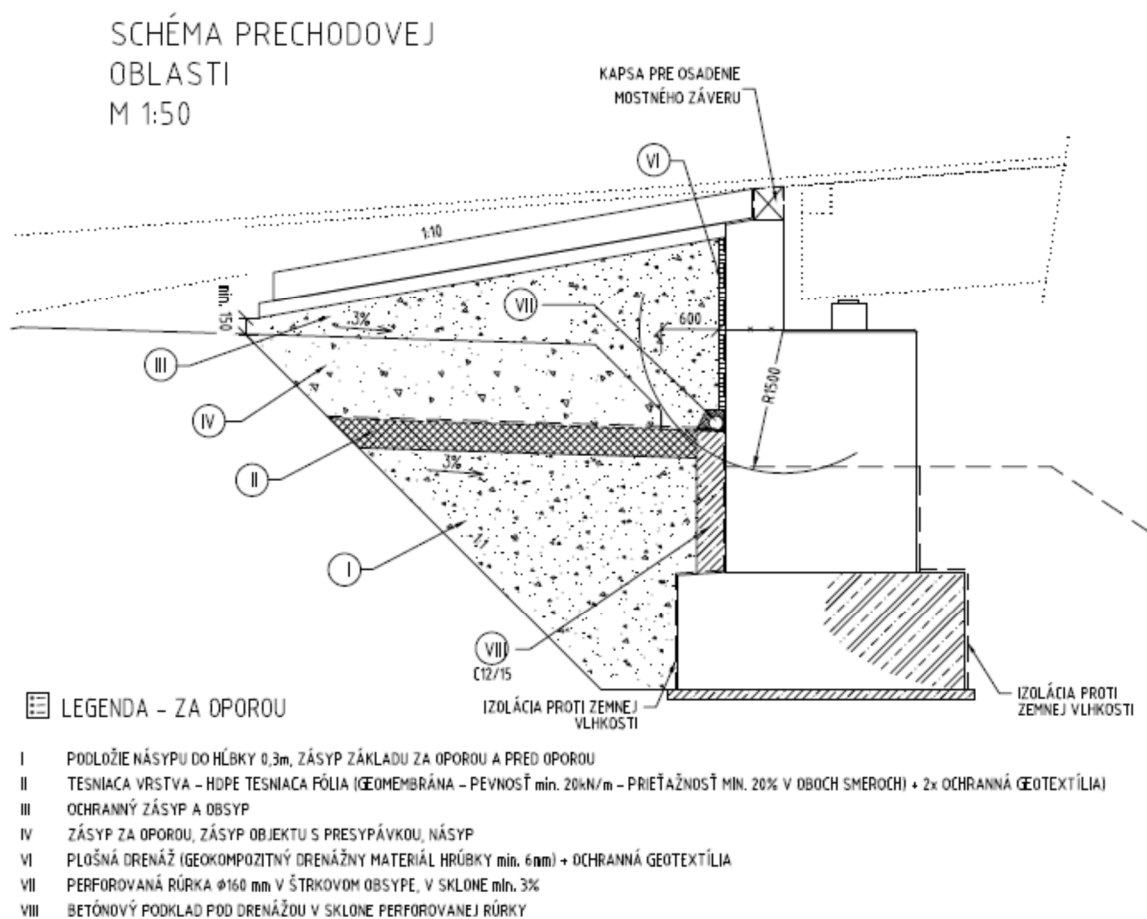 SCHÉMA PRECHODOVEJ
OBLASTI
M 1:50
KAPSA PRE OSADENIE
MOSTNÉHO ZÁVERU
VI
1:10
min. 150
VII
600
3%
III
R1500
IV
3%
II
1:1
I
VIII
C12/15
IZOLÁCIA PROTI ZEMNEJ
VLHKOSTI
IZOLÁCIA PROTI
ZEMNEJ VLHKOSTI
LEGENDA - ZA OPOROU
I PODLOŽIE NÁSYPU DO HĹBKY 0,3m, ZÁSYP ZÁKLADU ZA OPOROU A PRED OPOROU
II TESNIACA VRSTVA - HDPE TESNIACA FÓLIA (GEOMEMBRÁNA - PEVNOSŤ min. 20kN/m - PRIEŤAŽNOSŤ MIN. 20% V OBOCH SMEROCH) + 2x OCHRANNÁ GEOTEXTÍLIA)
III OCHRANNÝ ZÁSYP A OBSYP
IV ZÁSYP ZA OPOROU, ZÁSYP OBJEKTU S PRESYPÁVKOU, NÁSYP
VI PLOŠNÁ DRENÁŽ (GEOKOMPOZITNÝ DRENÁŽNY MATERIÁL HRÚBKY min. 6mm) + OCHRANNÁ GEOTEXTÍLIA
VII PERFOROVANÁ RÚRKA ø160 mm V ŠTRKOVOM OBSYPE, V SKLONE min. 3%
VIII BETÓNOVÝ PODKLAD POD DRENÁŽOU V SKLONE PERFOROVANEJ RÚRKY